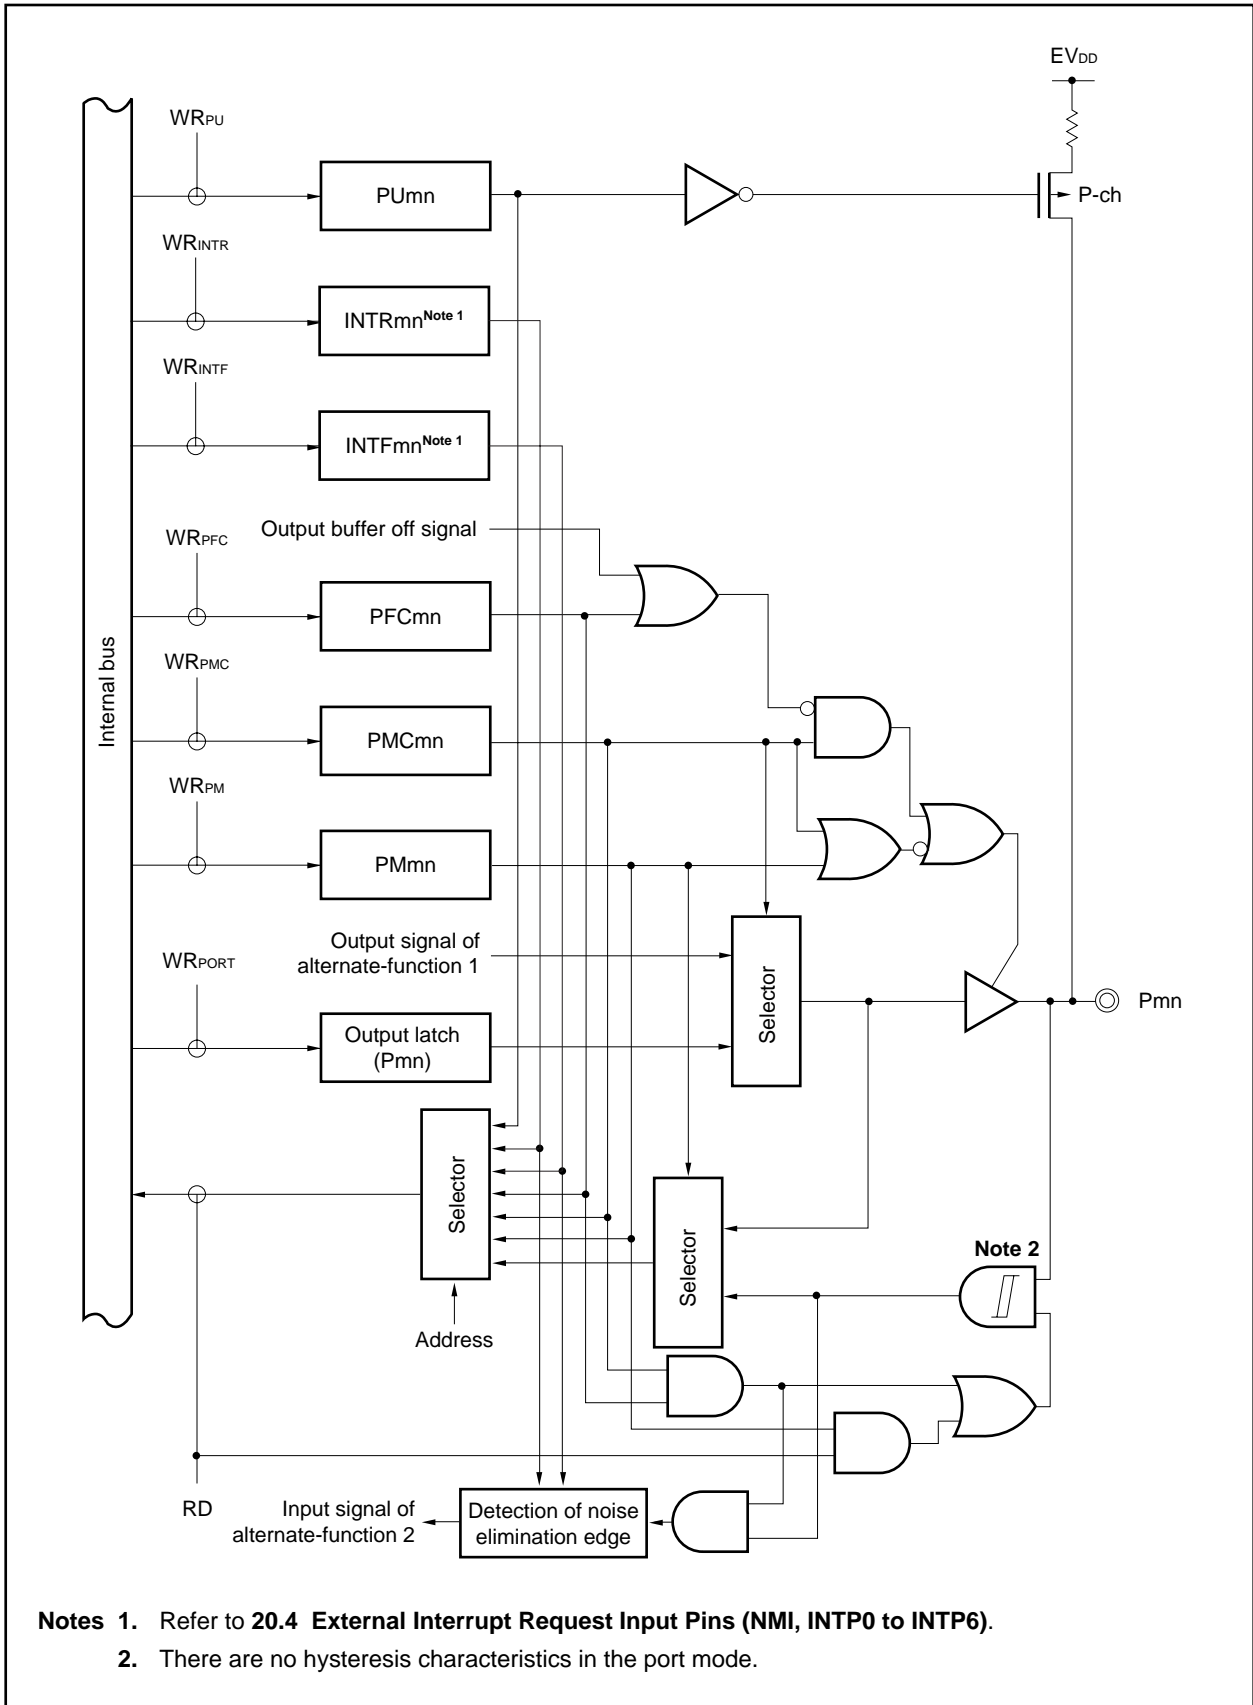 EVDD
WRPU
PUmn
P-ch
WRINTR
INTRmnNote 1
WRINTF
INTFmnNote 1
Output buffer off signal
WRPFC
PFCmn
Internal bus
WRPMC
PMCmn
WRPM
PMmn
Output signal of
alternate-function 1
WRPORT
Selector
Pmn
Output latch
(Pmn)
Selector
Selector
Note 2
Address
RD
Input signal of
alternate-function 2
Detection of noise
elimination edge
Notes 1. Refer to 20.4 External Interrupt Request Input Pins (NMI, INTP0 to INTP6).
2. There are no hysteresis characteristics in the port mode.